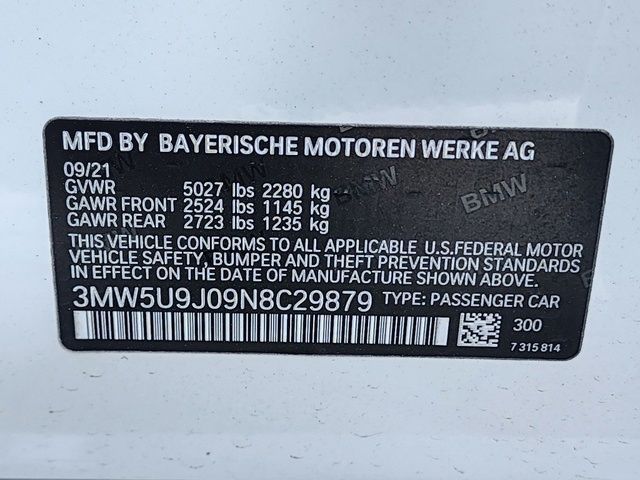 MFD BY BAYERISCHE MOTOREN WERKE AG
09/21
GVWR 5027 lbs 2280 kg
GAWR FRONT 2524 lbs 1145 kg
GAWR REAR 2723 lbs 1235 kg
THIS VEHICLE CONFORMS TO ALL APPLICABLE U.S.FEDERAL MOTOR
VEHICLE SAFETY, BUMPER AND THEFT PREVENTION
STANDARDS IN EFFECT ON THE DATE OF MANUFACTURE SHOWN ABOVE.
3MW5U9J09N8C29879 TYPE: PASSENGER CAR
300
7 315 814
BMW